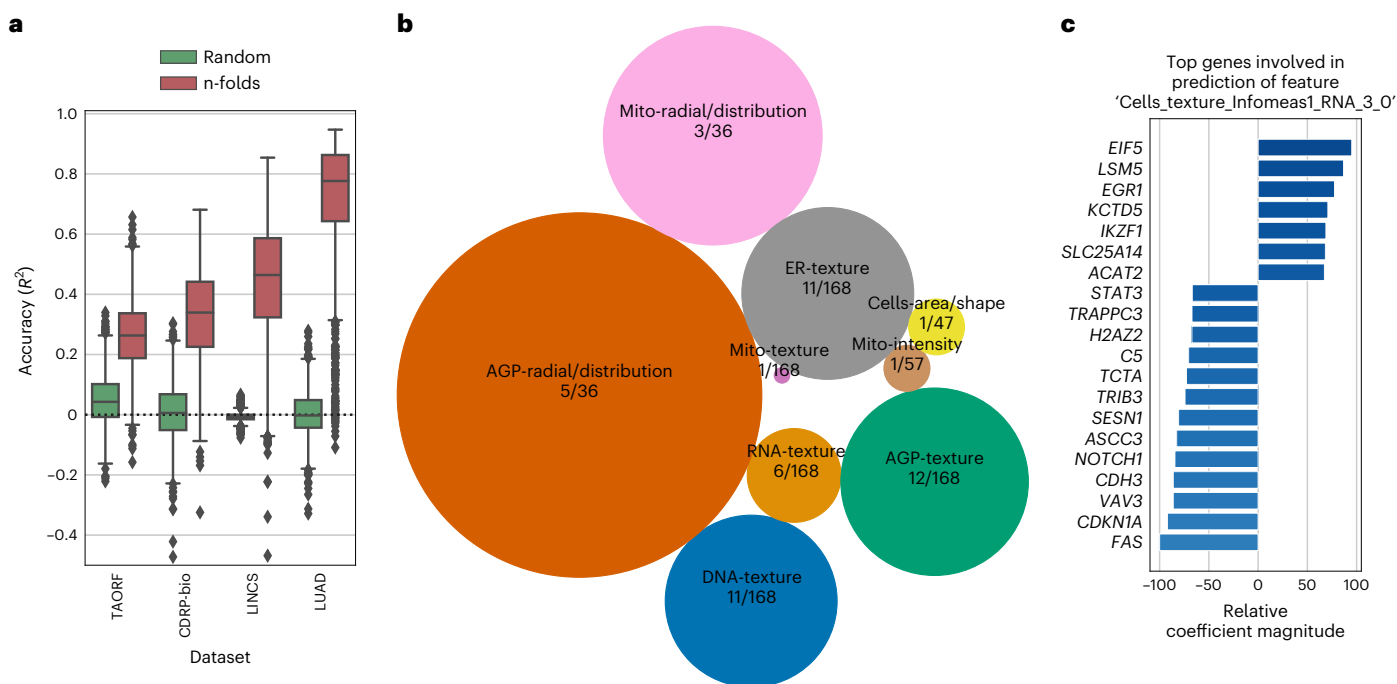 a
Random
n-folds
Accuracy (R²)
1.0
0.8
0.6
0.4
0.2
0
−0.2
−0.4
TAORF
CDRP-bio
LINCS
LUAD
Dataset
b
Mito-radial/distribution
3/36
ER-texture
11/168
Cells-area/shape
1/47
Mito-texture
1/168
Mito-intensity
1/57
AGP-radial/distribution
5/36
RNA-texture
6/168
AGP-texture
12/168
DNA-texture
11/168
c
Top genes involved in
prediction of feature
‘Cells_texture_Infomeas1_RNA_3_0’
EIF5
LSM5
EGR1
KCTD5
IKZF1
SLC25A14
ACAT2
STAT3
TRAPPC3
H2AZ2
C5
TCTA
TRIB3
SESN1
ASCC3
NOTCH1
CDH3
VAV3
CDKN1A
FAS
−100 −50 0 50 100
Relative
coefficient magnitude